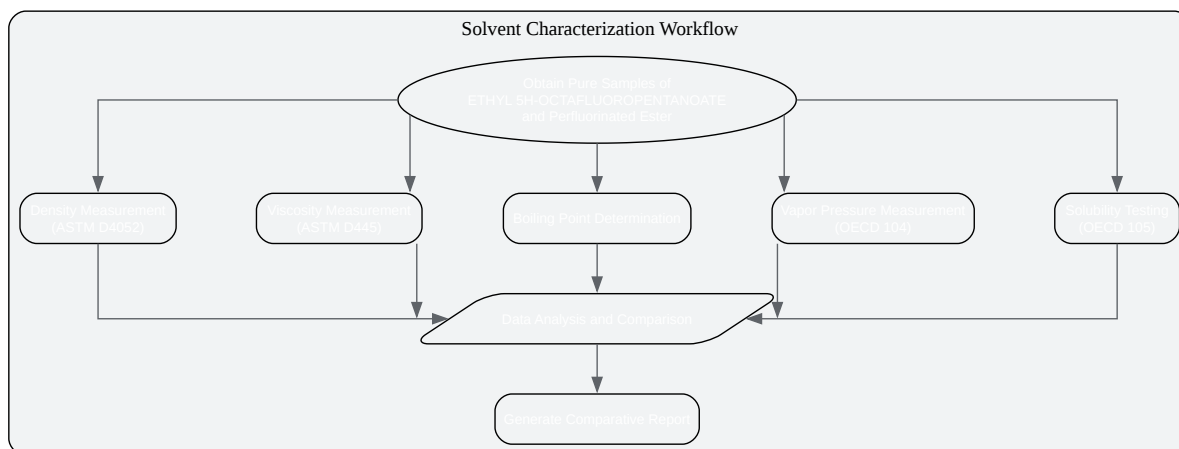 Solvent Characterization Workflow
Obtain Pure Samples of
ETHYL 5H-OCTAFLUOROPENTANOATE
and Perfluorinated Ester
Density Measurement
(ASTM D4052)
Viscosity Measurement
(ASTM D445)
Boiling Point Determination
Vapor Pressure Measurement
(OECD 104)
Solubility Testing
(OECD 105)
Data Analysis and Comparison
Generate Comparative Report